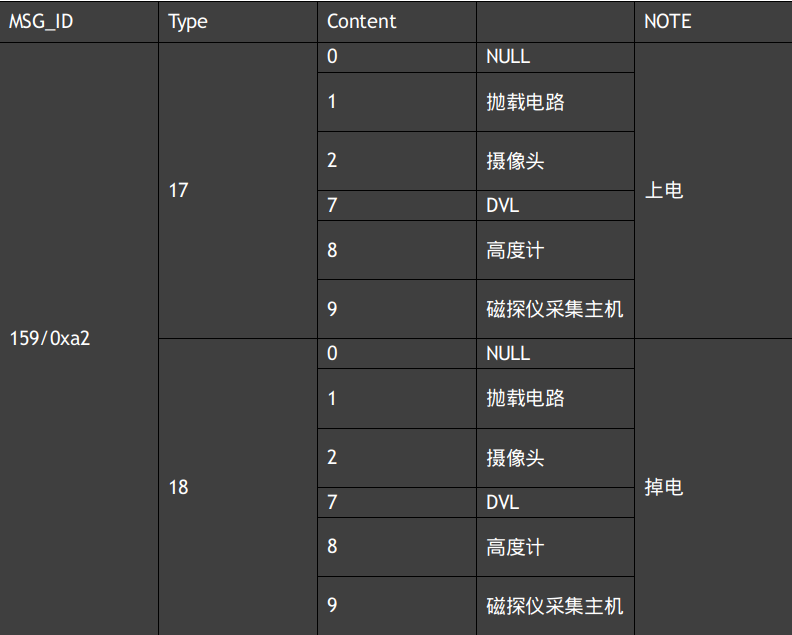 MSG_ID Type Content NOTE
0 NULL
1 抛载电路
2 摄像头
17 上电
7 DVL
8 高度计
9 磁探仪采集主机
159/0xa2
0 NULL
1 抛载电路
2 摄像头
18 掉电
7 DVL
8 高度计
9 磁探仪采集主机